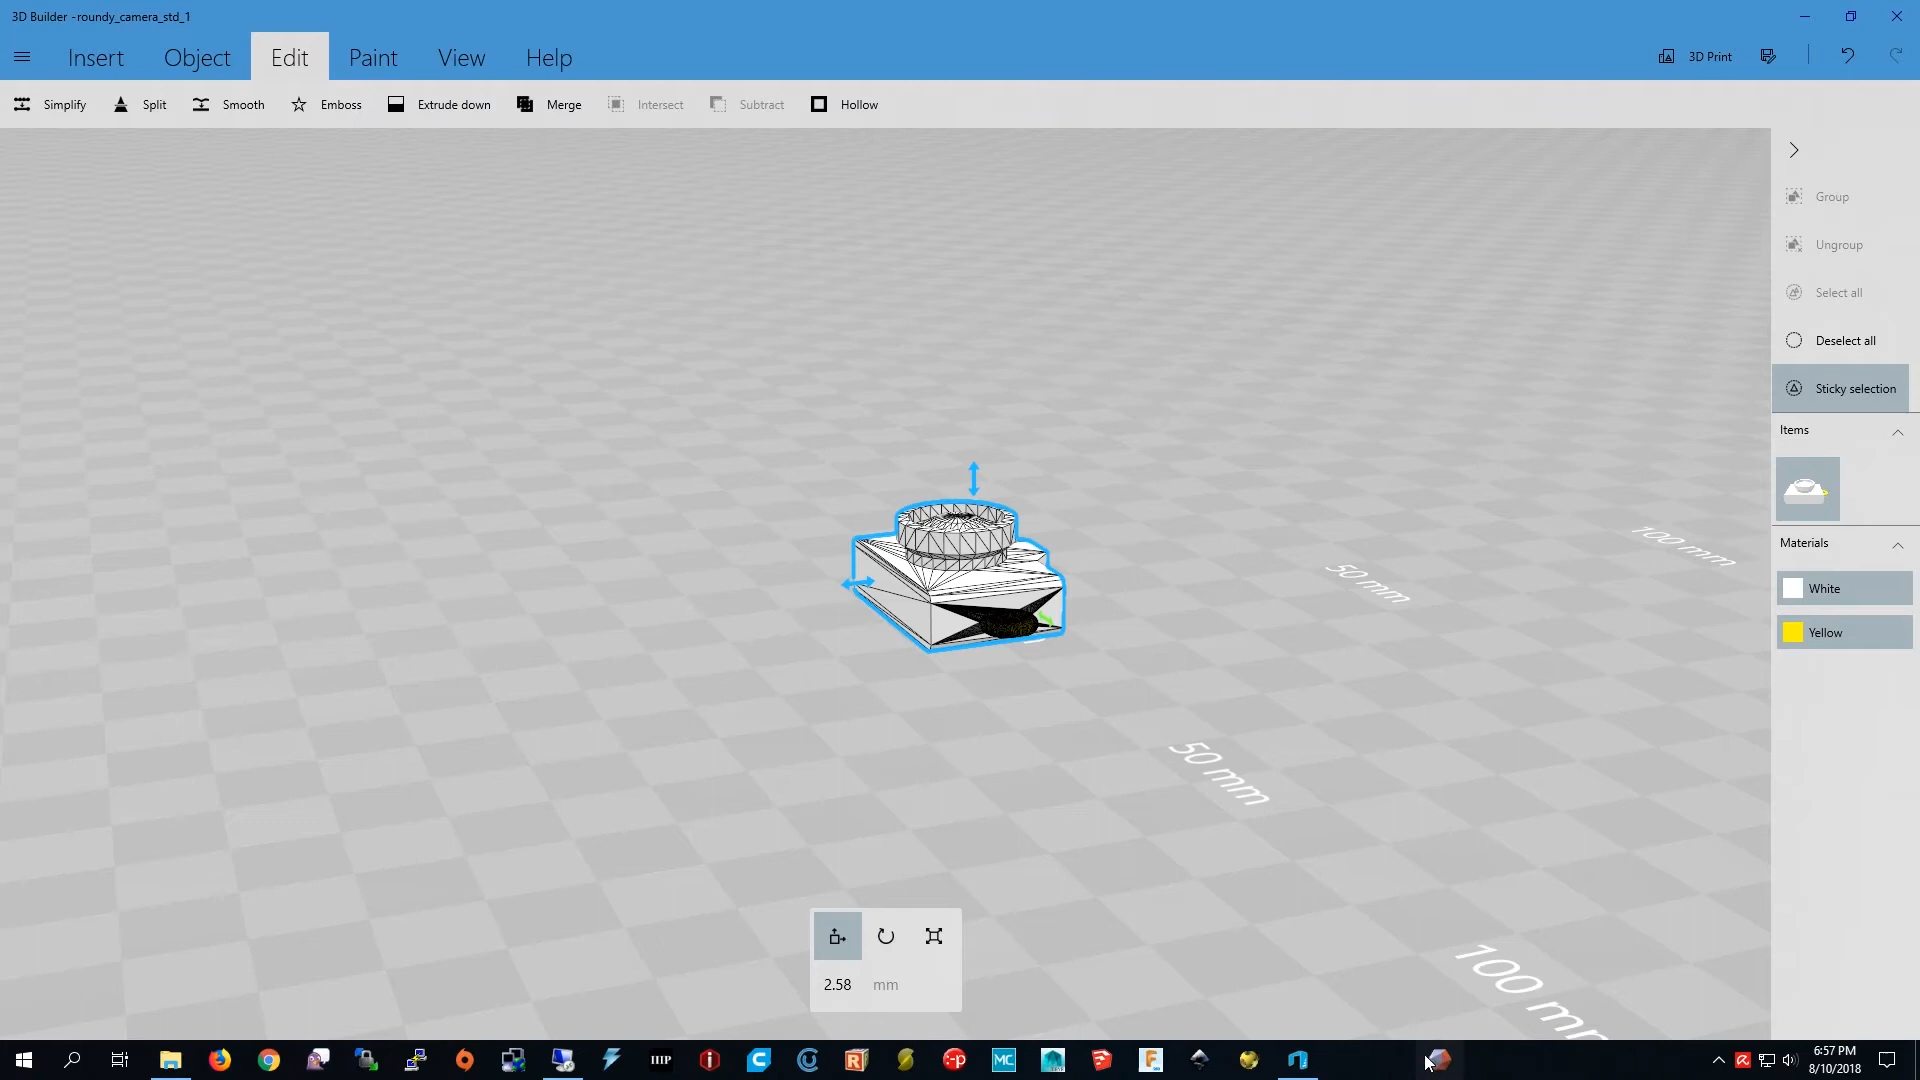 3D Builder -roundy_camera_std_1
Insert Object Edit Paint View Help 3D Print
Simplify Split Smooth Emboss Extrude down Merge Intersect Subtract Hollow
Group
Ungroup
Select all
Deselect all
Sticky selection
Items
Materials
White
Yellow
100 mm
50 mm
50 mm
100 mm
2.58 mm
6:57 PM
8/10/2018